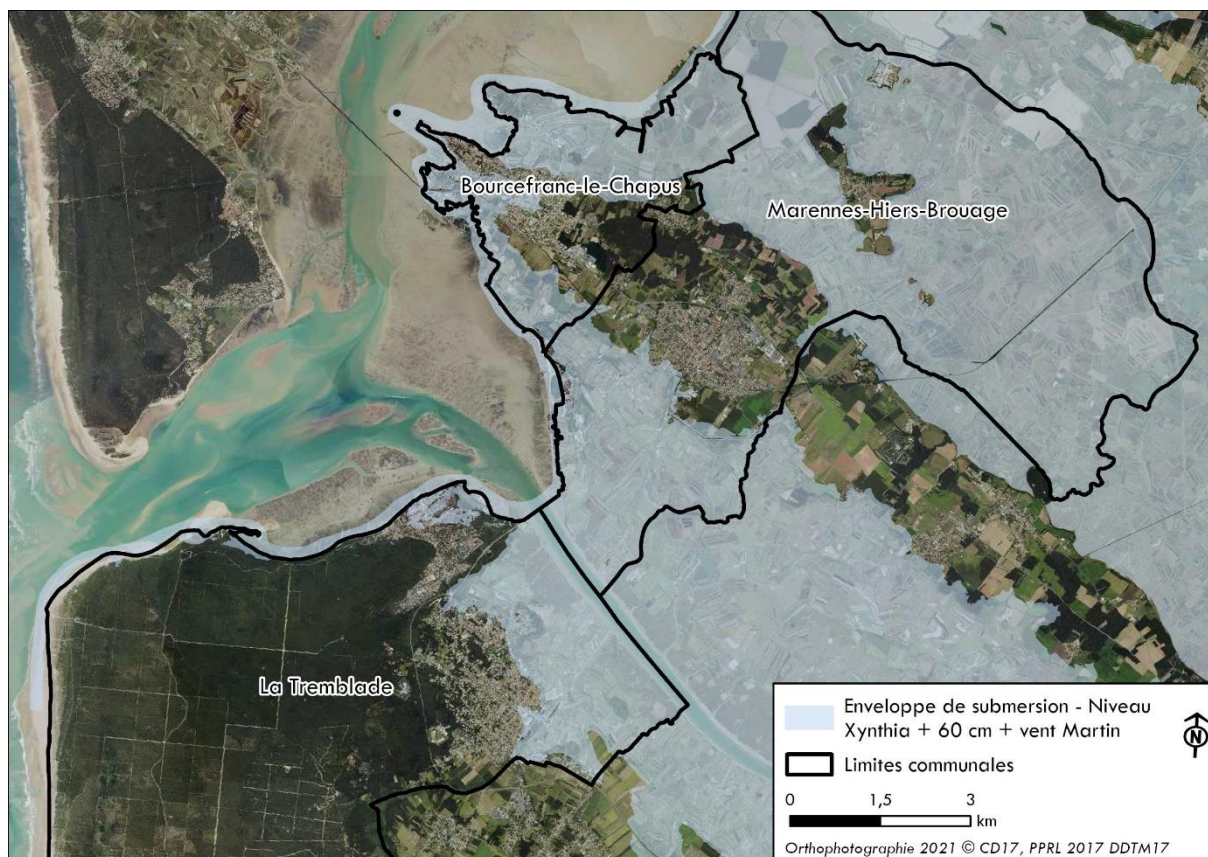 Bourcefranc-le-Chapus
Marennes-Hiers-Brouage
La Tremblade
Enveloppe de submersion - Niveau
Xynthia + 60 cm + vent Martin
N
Limites communales
0 1,5 3
km
Orthophotographie 2021 © CD17, PPRL 2017 DDTM17